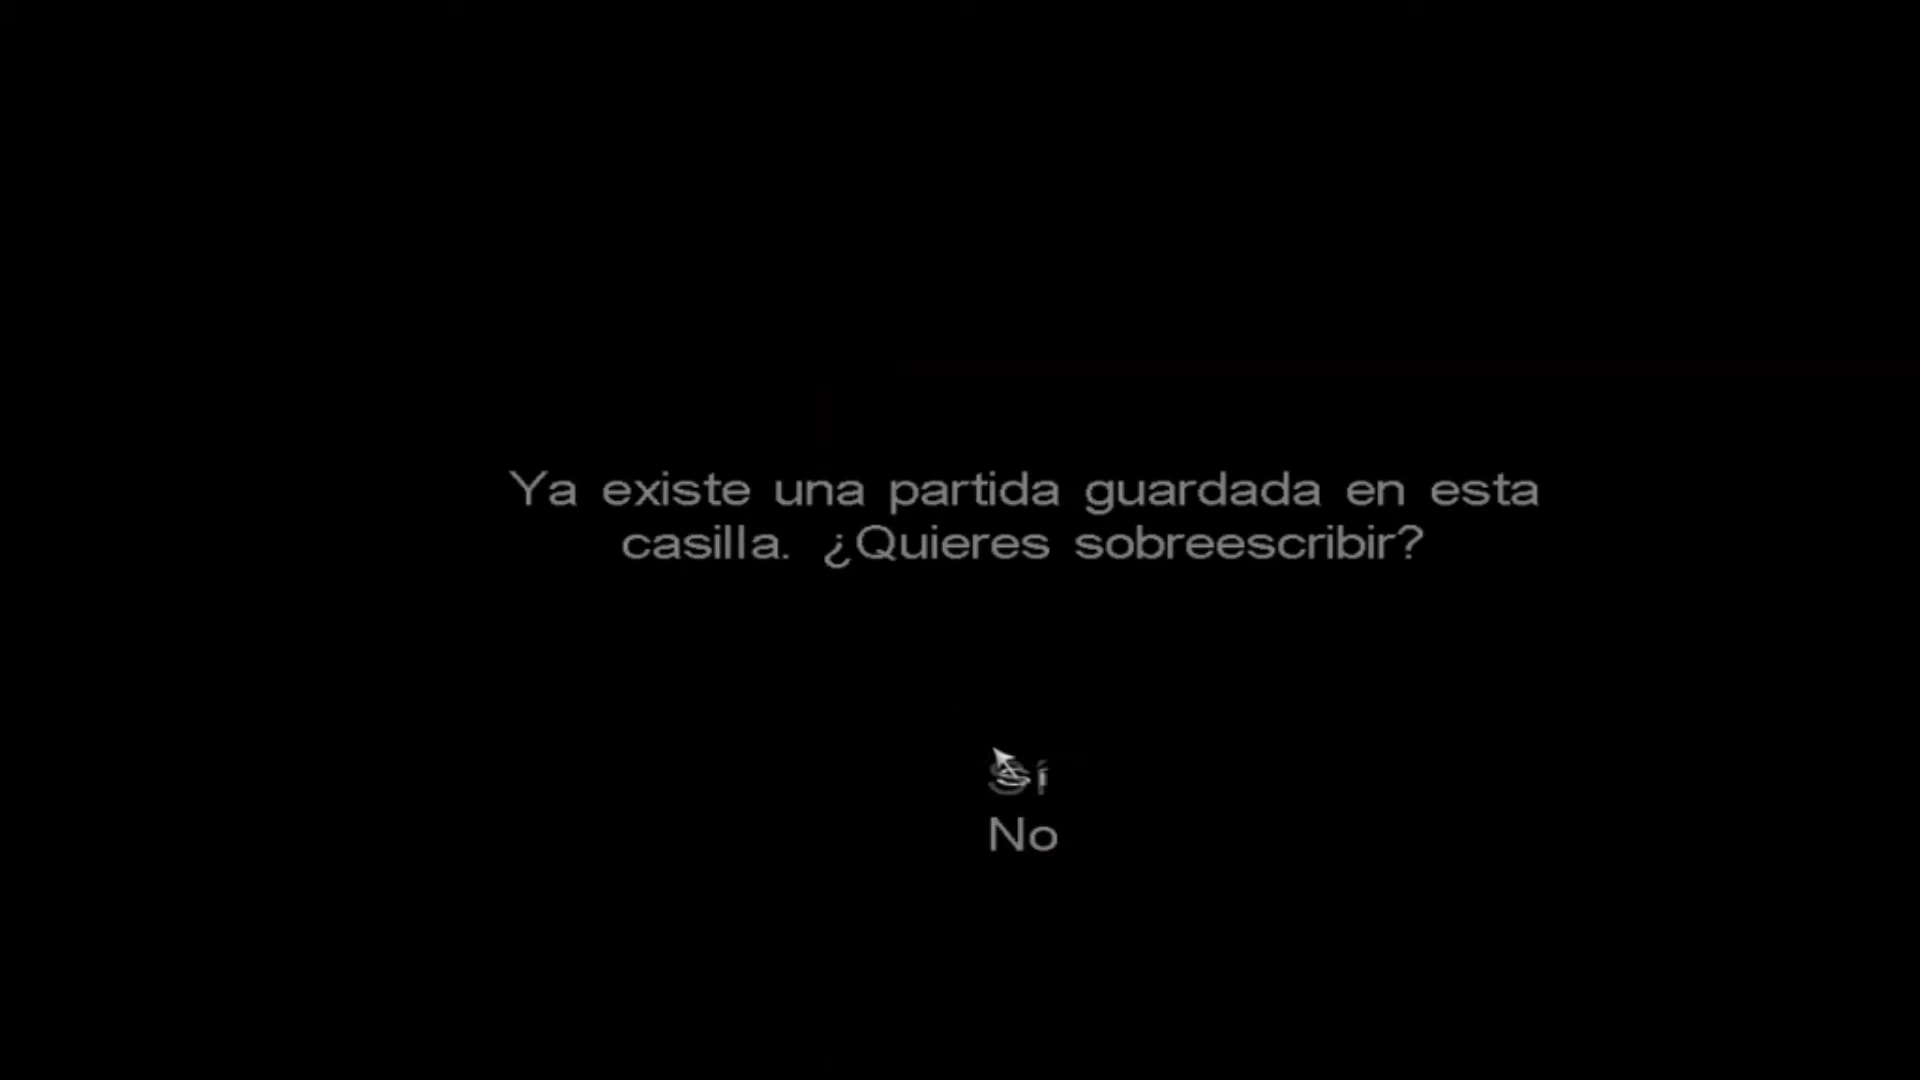 Ya existe una partida guardada en esta
casilla. ¿Quieres sobreescribir?
Sí
No